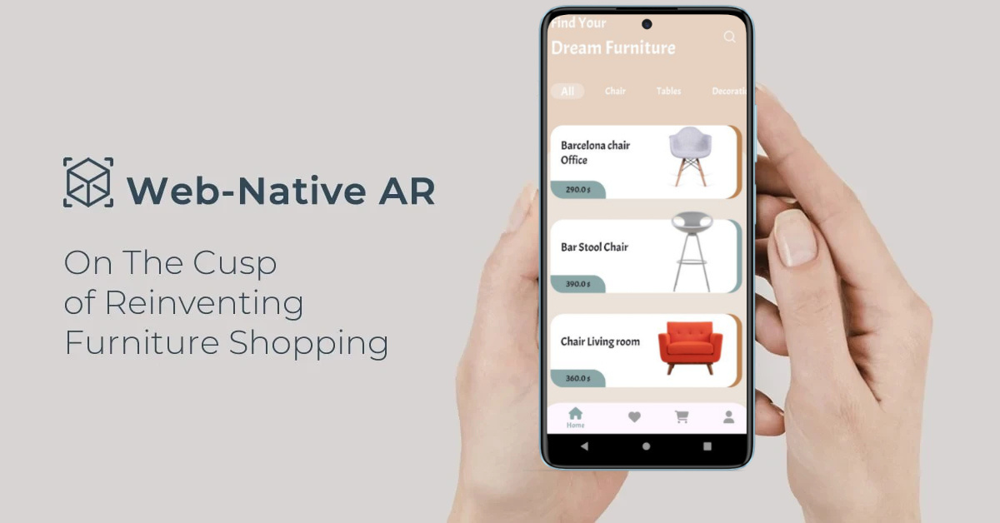 Web-Native AR
On The Cusp
of Reinventing
Furniture Shopping
Find Your
Dream Furniture
All Chair Tables Decorati
Barcelona chair
Office
290.0 $
Bar Stool Chair
390.0 $
Chair Living room
360.0 $
Home